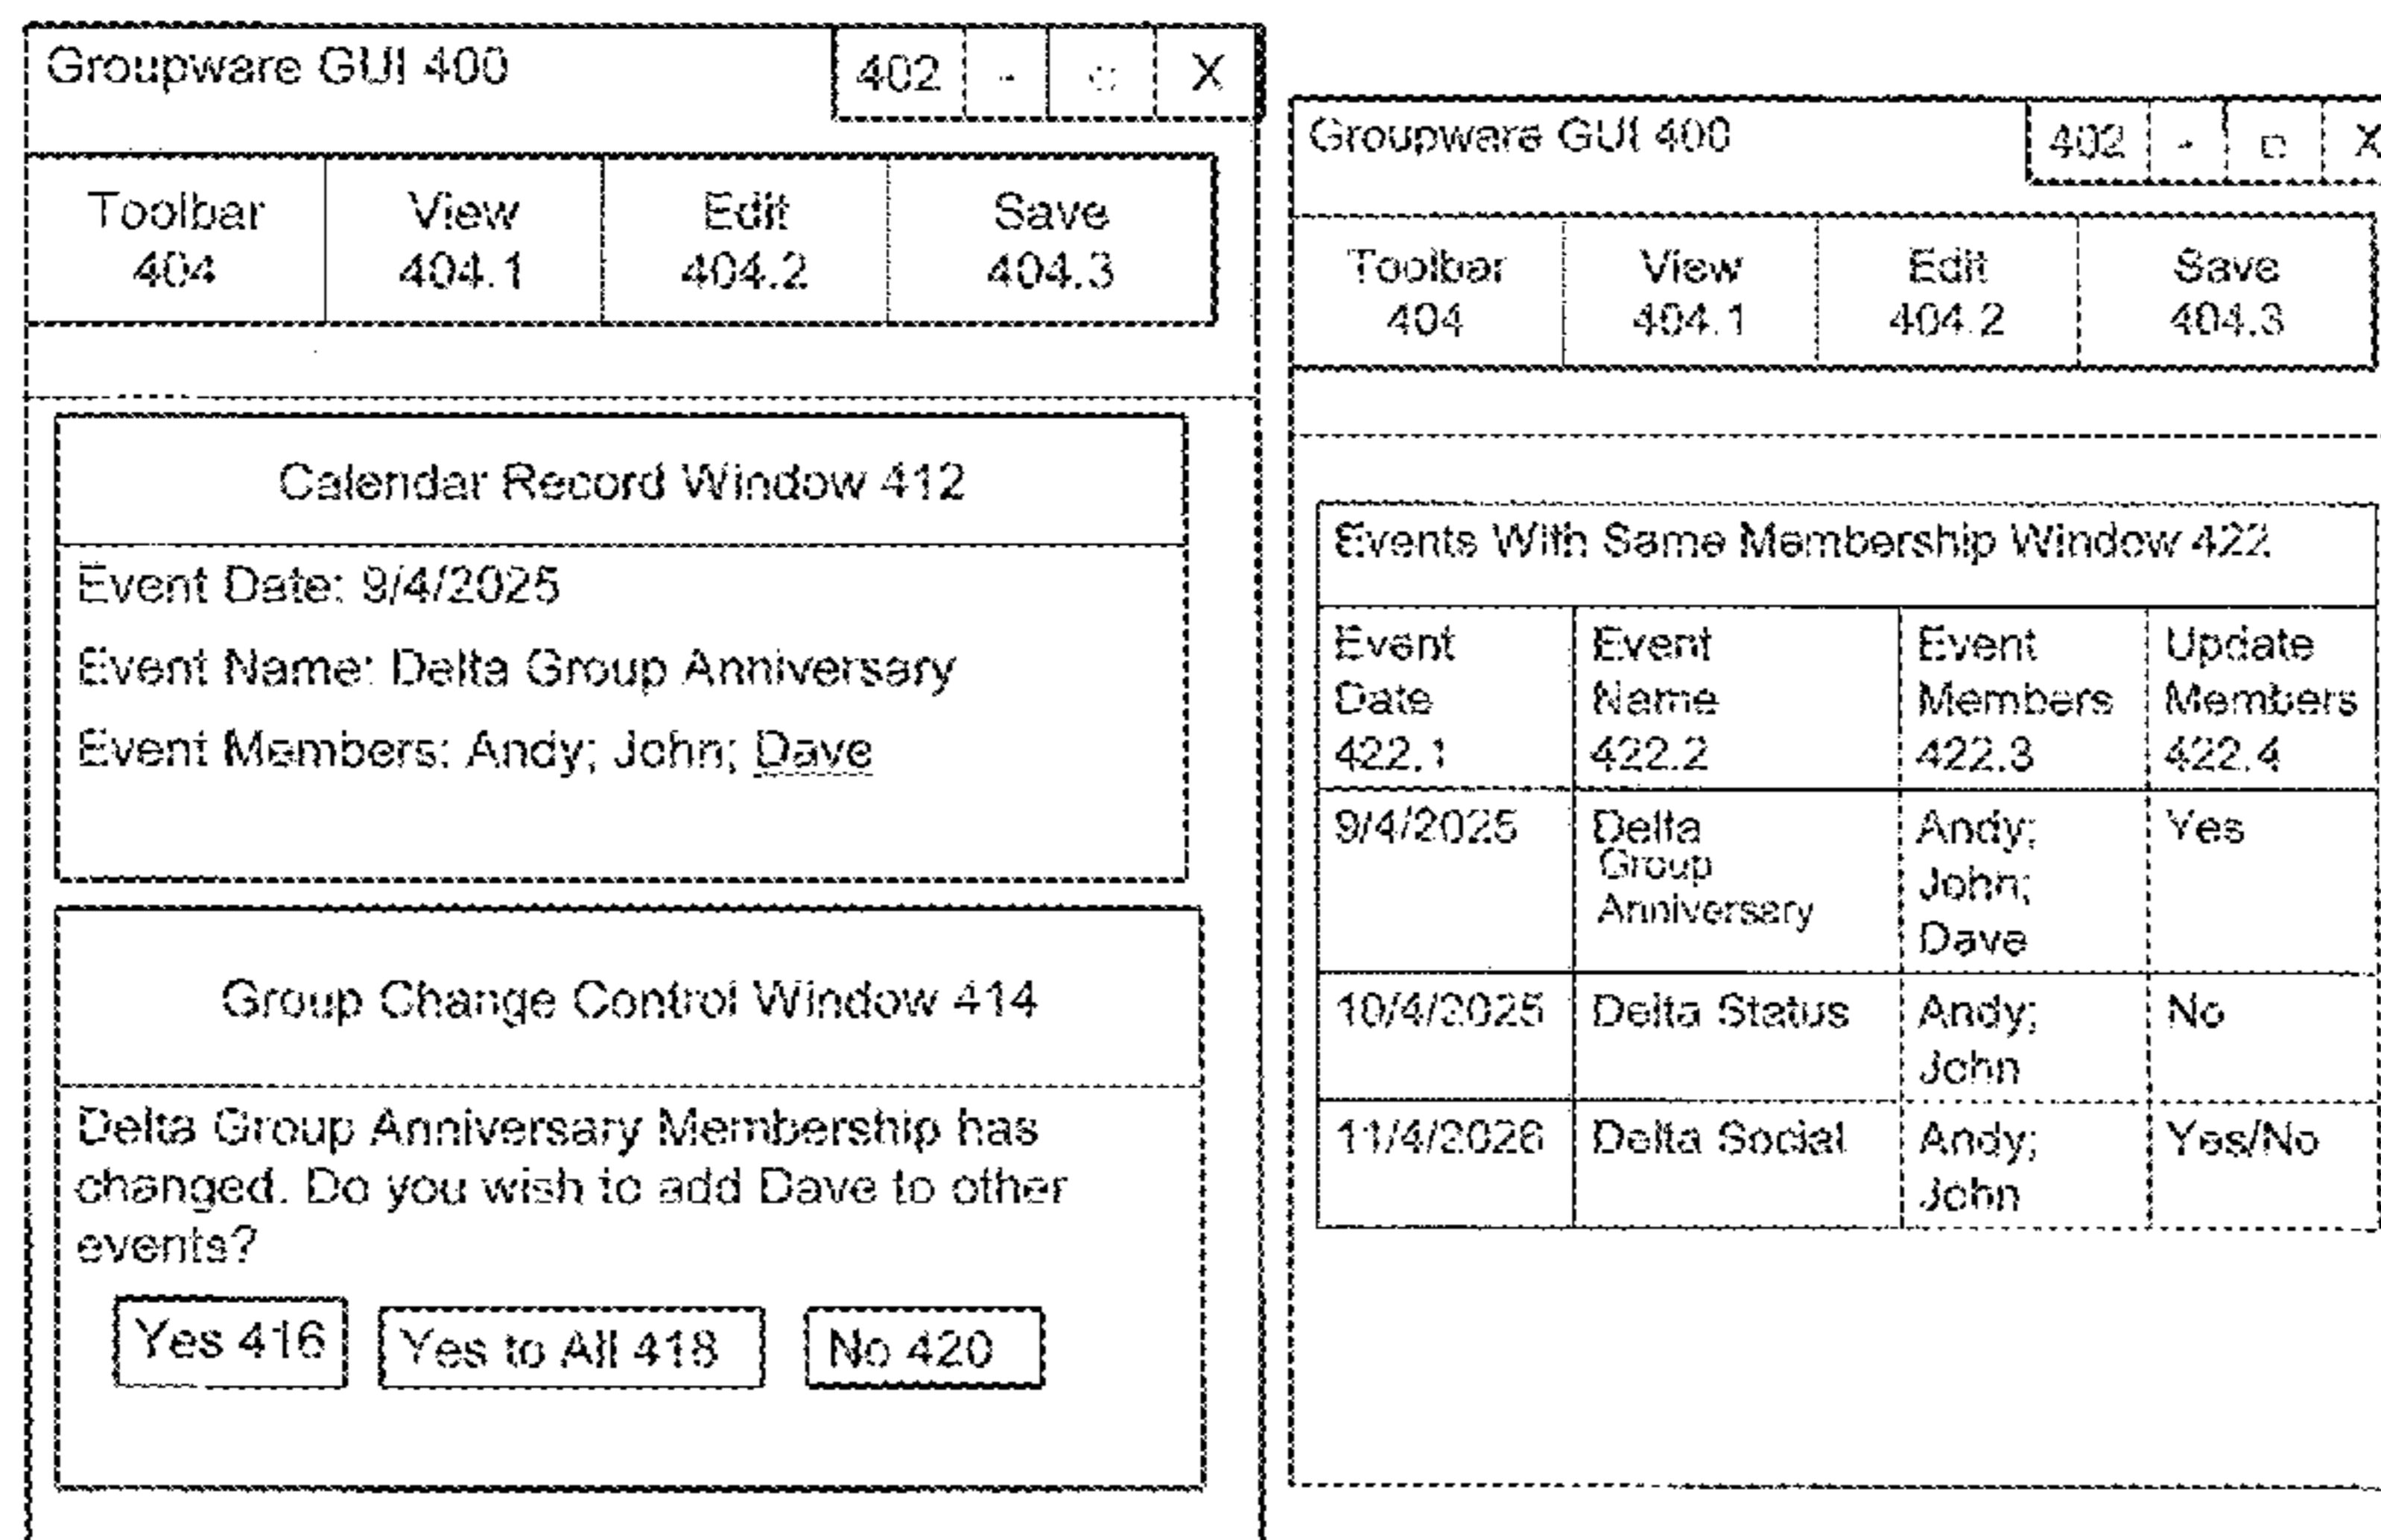 Groupware GUI 400
402 - □ X
Toolbar 404
View 404.1
Edit 404.2
Save 404.3
Calendar Record Window 412
Event Date: 9/4/2025
Event Name: Delta Group Anniversary
Event Members: Andy; John; Dave
Group Change Control Window 414
Delta Group Anniversary Membership has
changed. Do you wish to add Dave to other
events?
Yes 416
Yes to All 418
No 420
Groupware GUI 400
402 - □ X
Toolbar 404
View 404.1
Edit 404.2
Save 404.3
Events With Same Membership Window 422
Event Date 422.1
Event Name 422.2
Event Members 422.3
Update Members 422.4
9/4/2025
Delta Group Anniversary
Andy; John; Dave
Yes
10/4/2025
Delta Status
Andy; John
No
11/4/2026
Delta Social
Andy; John
Yes/No